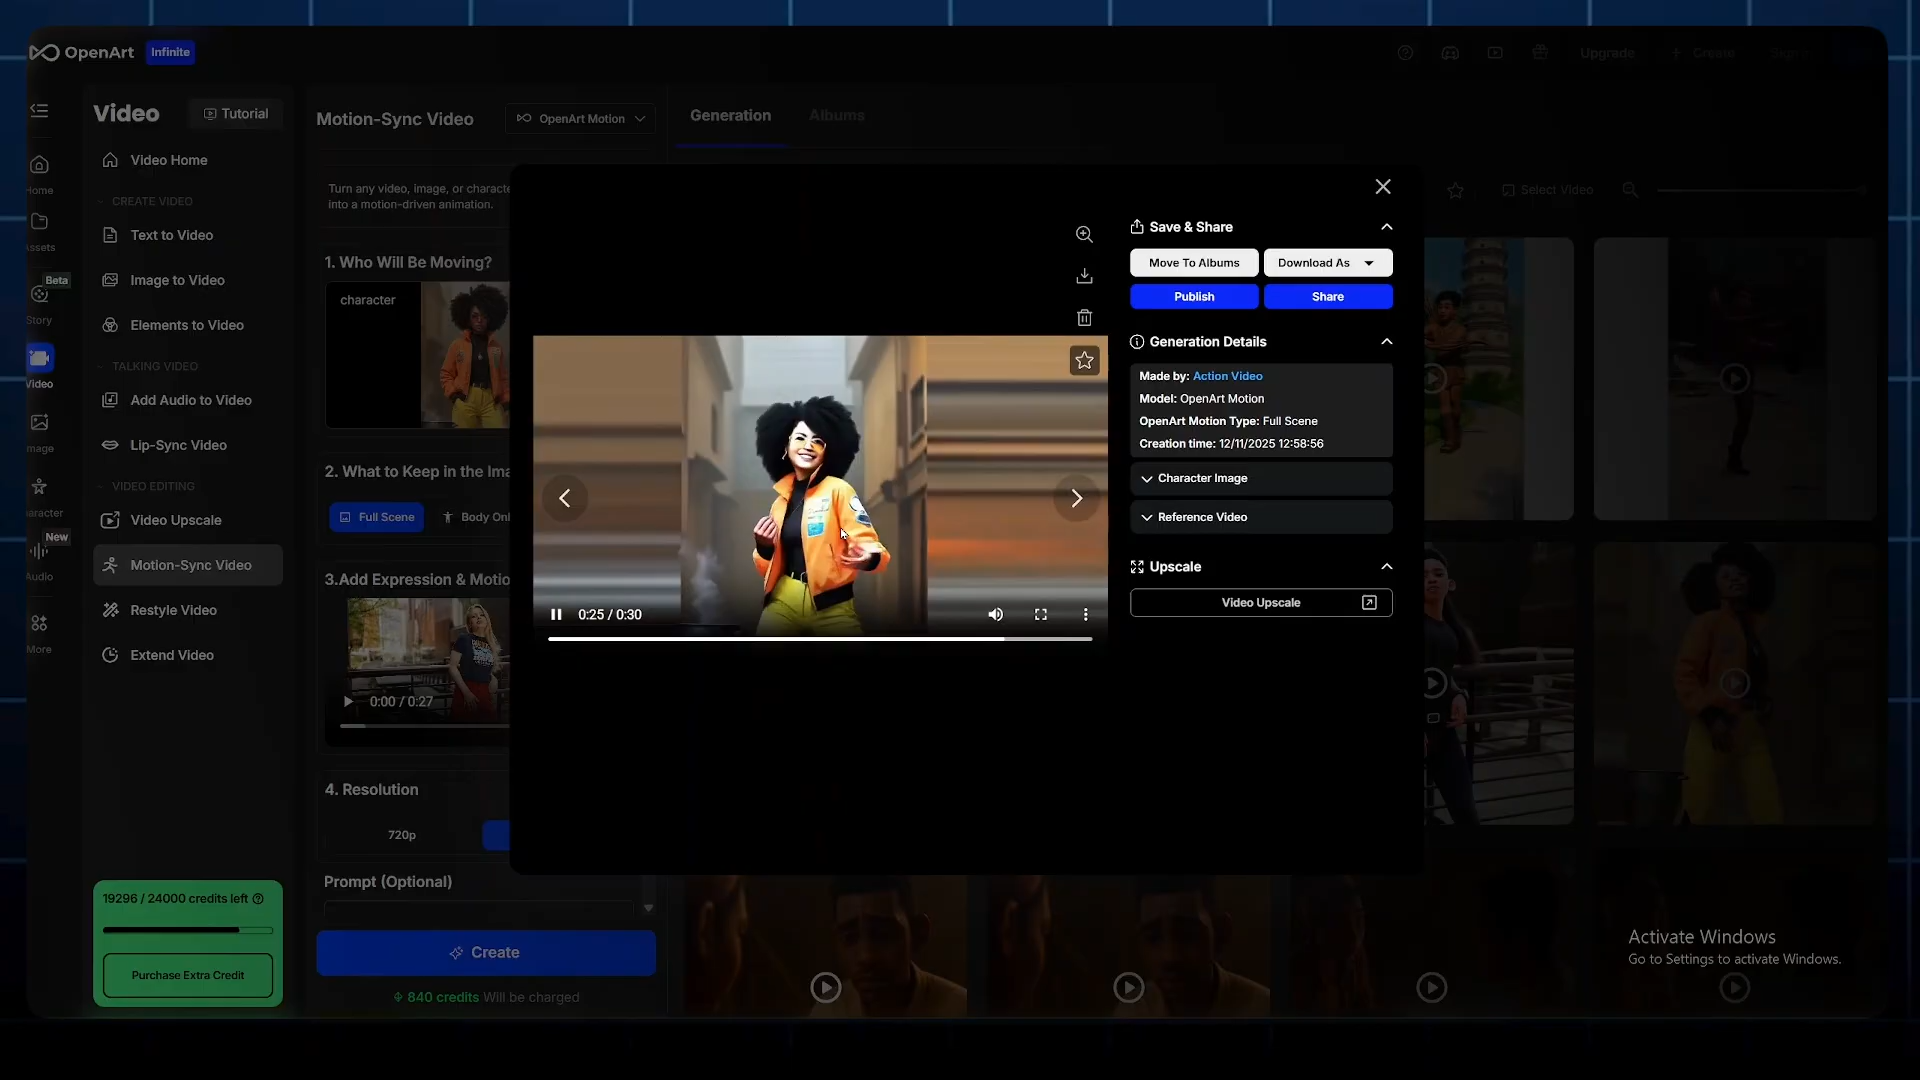 OpenArt
Infinite
Upgrade
+ Create
Video
Tutorial
Video Home
CREATE VIDEO
Text to Video
Image to Video
Elements to Video
TALKING VIDEO
Add Audio to Video
Lip-Sync Video
VIDEO EDITING
Video Upscale
Motion-Sync Video
Restyle Video
Extend Video
Home
Assets
Beta
Story
Video
Image
Character
New
Audio
More
19296 / 24000 credits left
Purchase Extra Credit
Motion-Sync Video
OpenArt Motion
Turn any video, image, or characte
into a motion-driven animation.
1. Who Will Be Moving?
character
2. What to Keep in the Ima
Full Scene
Body Onl
3.Add Expression & Motio
0:00 / 0:27
4. Resolution
720p
Prompt (Optional)
Create
840 credits Will be charged
Generation
Albums
Select Video
0:25 / 0:30
Save & Share
Move To Albums
Download As
Publish
Share
Generation Details
Made by: Action Video
Model: OpenArt Motion
OpenArt Motion Type: Full Scene
Creation time: 12/11/2025 12:58:56
Character Image
Reference Video
Upscale
Video Upscale
Activate Windows
Go to Settings to activate Windows.